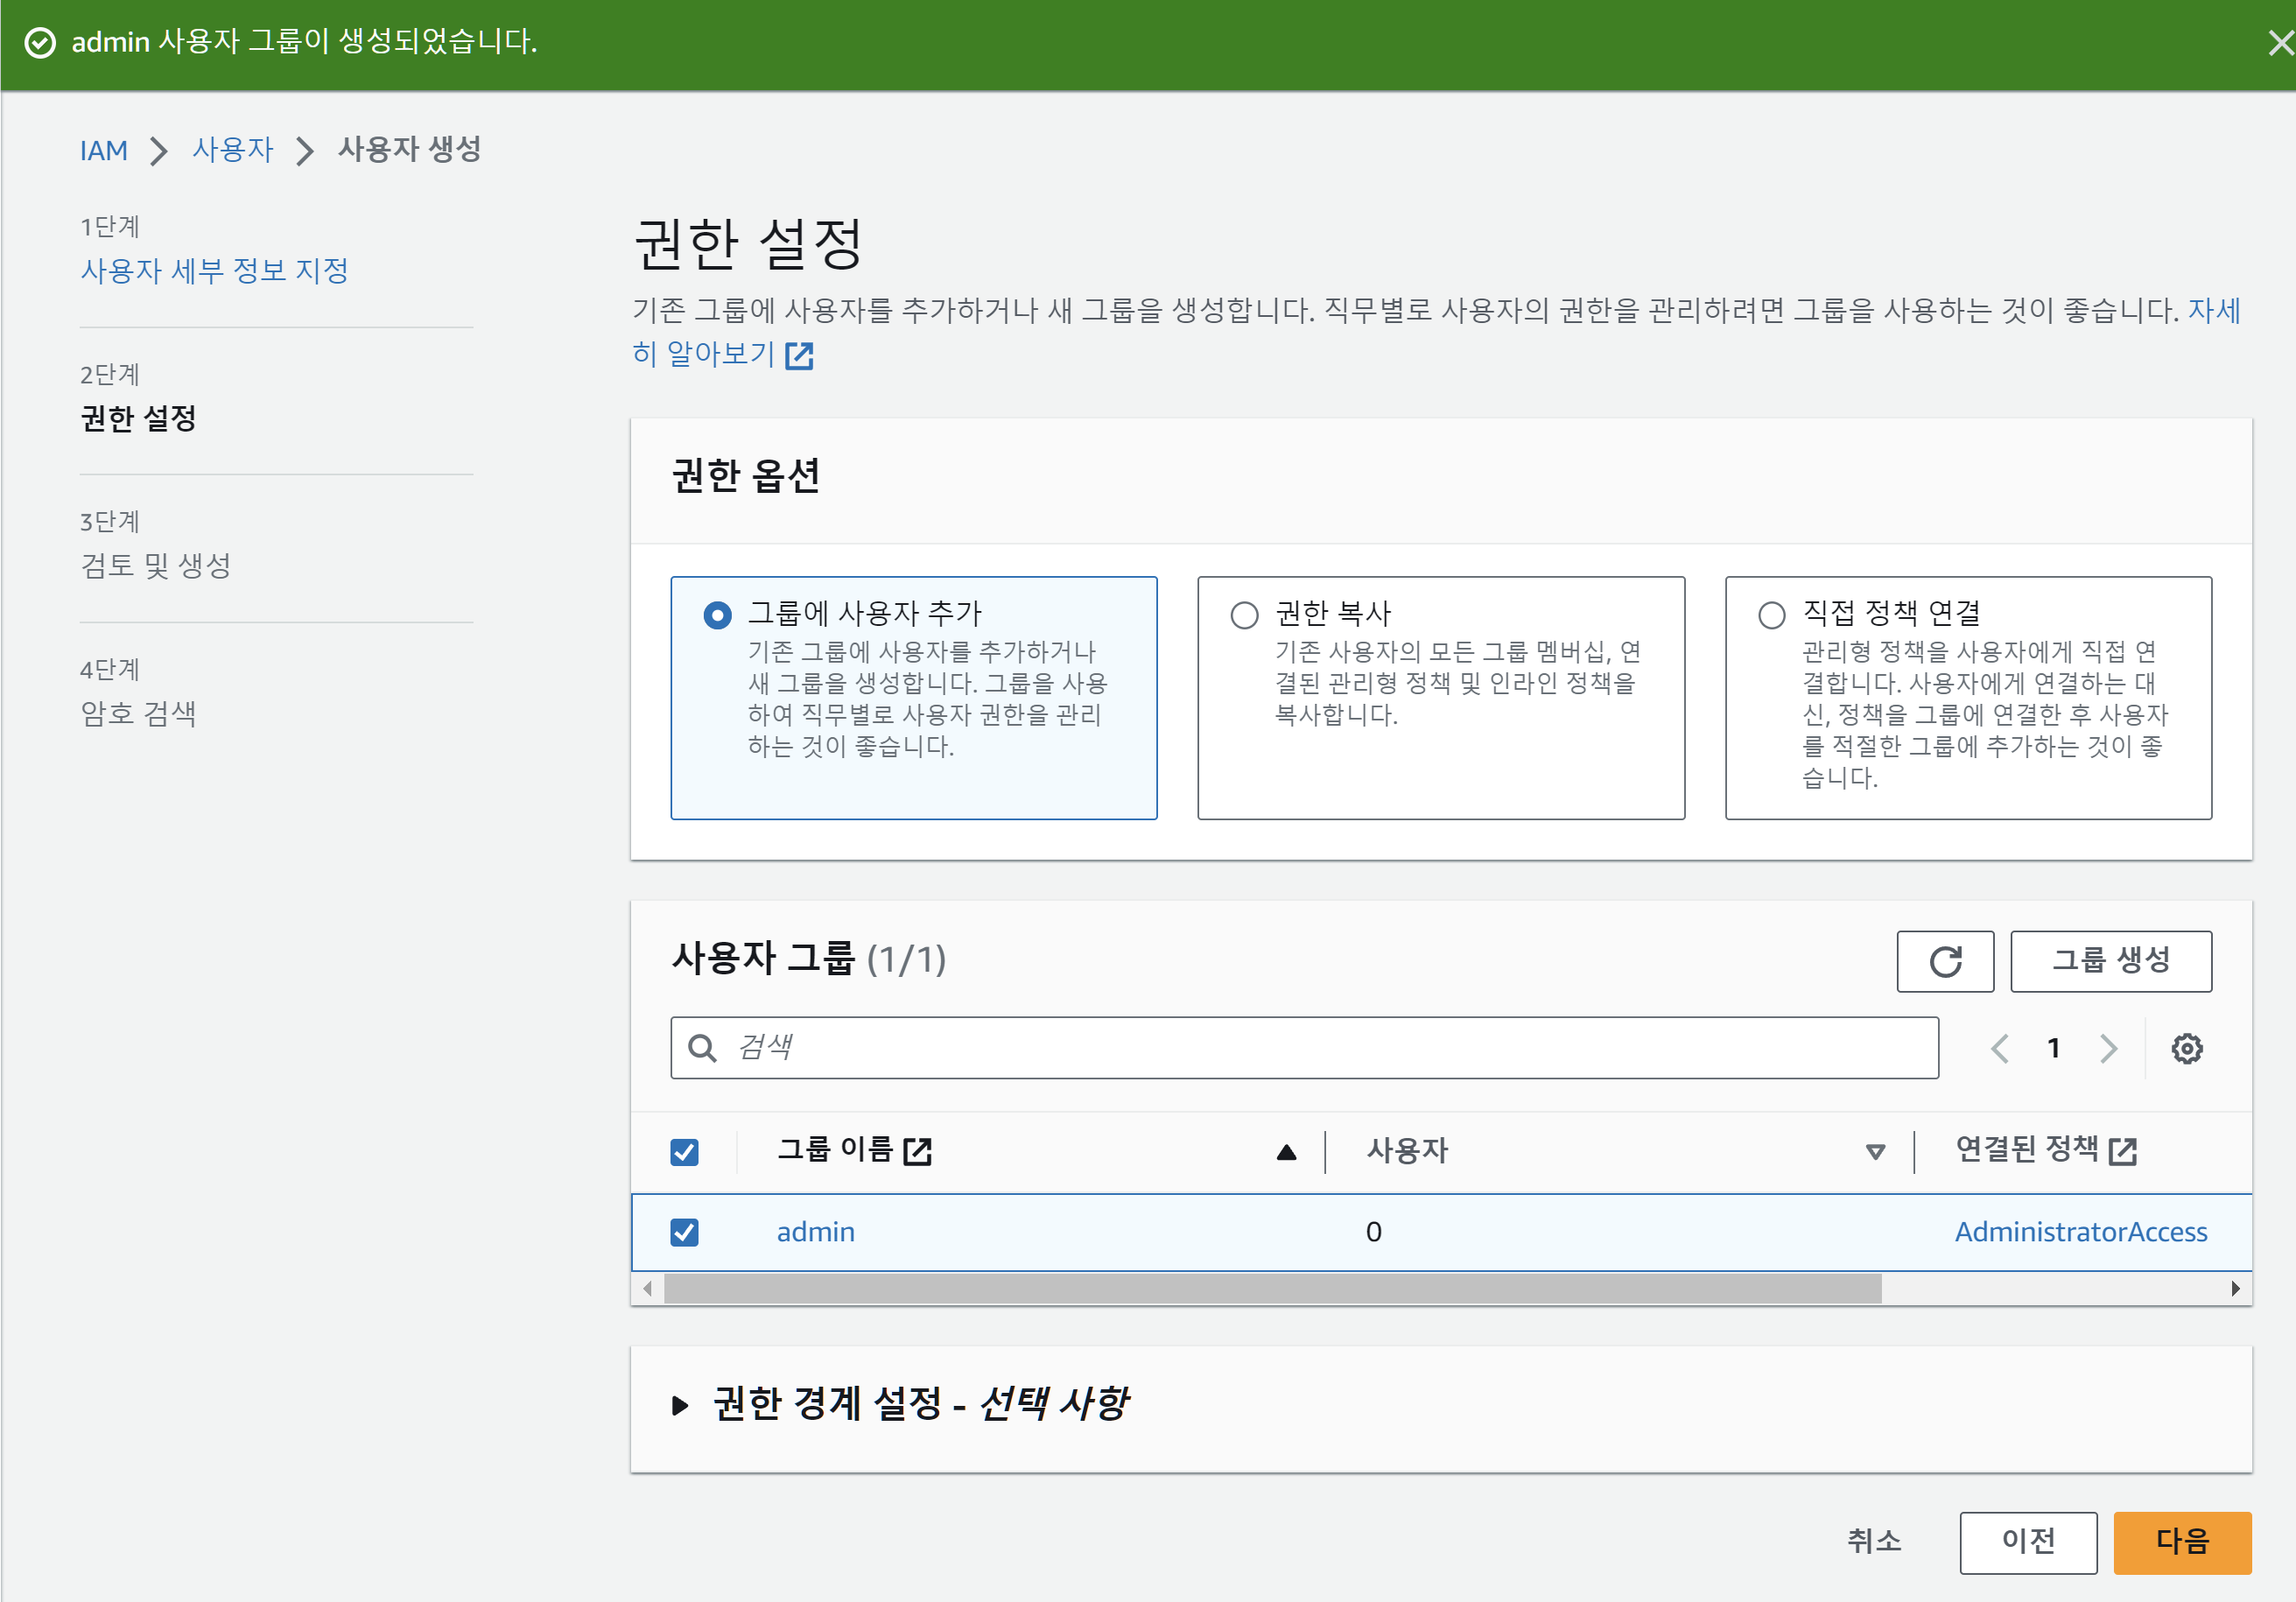 admin 사용자 그룹이 생성되었습니다.
IAM 사용자 사용자 생성
1단계
사용자 세부 정보 지정
2단계
권한 설정
3단계
검토 및 생성
4단계
암호 검색
권한 설정
기존 그룹에 사용자를 추가하거나 새 그룹을 생성합니다. 직무별로 사용자의 권한을 관리하려면 그룹을 사용하는 것이 좋습니다. 자세
히 알아보기
권한 옵션
그룹에 사용자 추가
기존 그룹에 사용자를 추가하거나
새 그룹을 생성합니다. 그룹을 사용
하여 직무별로 사용자 권한을 관리
하는 것이 좋습니다.
권한 복사
기존 사용자의 모든 그룹 멤버십, 연
결된 관리형 정책 및 인라인 정책을
복사합니다.
직접 정책 연결
관리형 정책을 사용자에게 직접 연
결합니다. 사용자에게 연결하는 대
신, 정책을 그룹에 연결한 후 사용자
를 적절한 그룹에 추가하는 것이 좋
습니다.
사용자 그룹 (1/1)
그룹 생성
검색
1
그룹 이름 사용자 연결된 정책
admin 0 AdministratorAccess
권한 경계 설정 - 선택 사항
취소 이전 다음